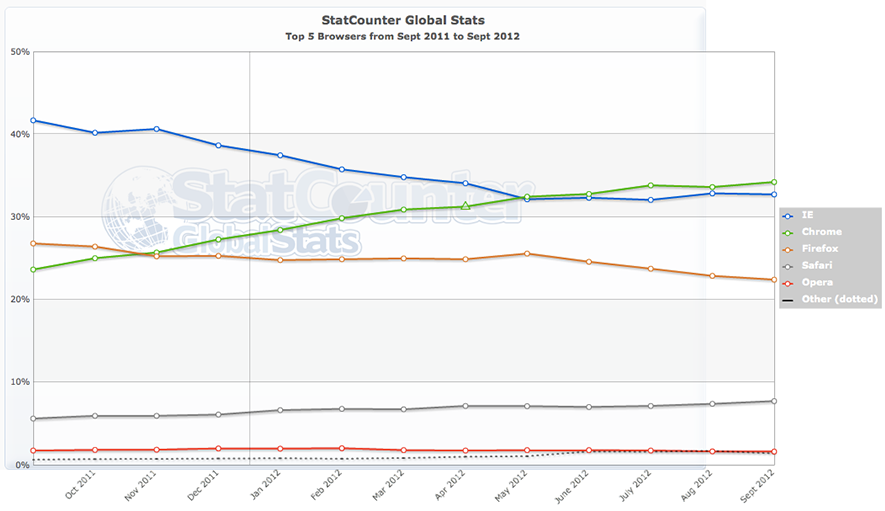 StatCounter Global Stats
Top 5 Browsers from Sept 2011 to Sept 2012
50%
40%
30%
20%
10%
0%
StatCounter
GlobalStats
IE
Chrome
Firefox
Safari
Opera
Other (dotted)
Oct 2011
Nov 2011
Dec 2011
Jan 2012
Feb 2012
Mar 2012
Apr 2012
May 2012
June 2012
July 2012
Aug 2012
Sept 2012